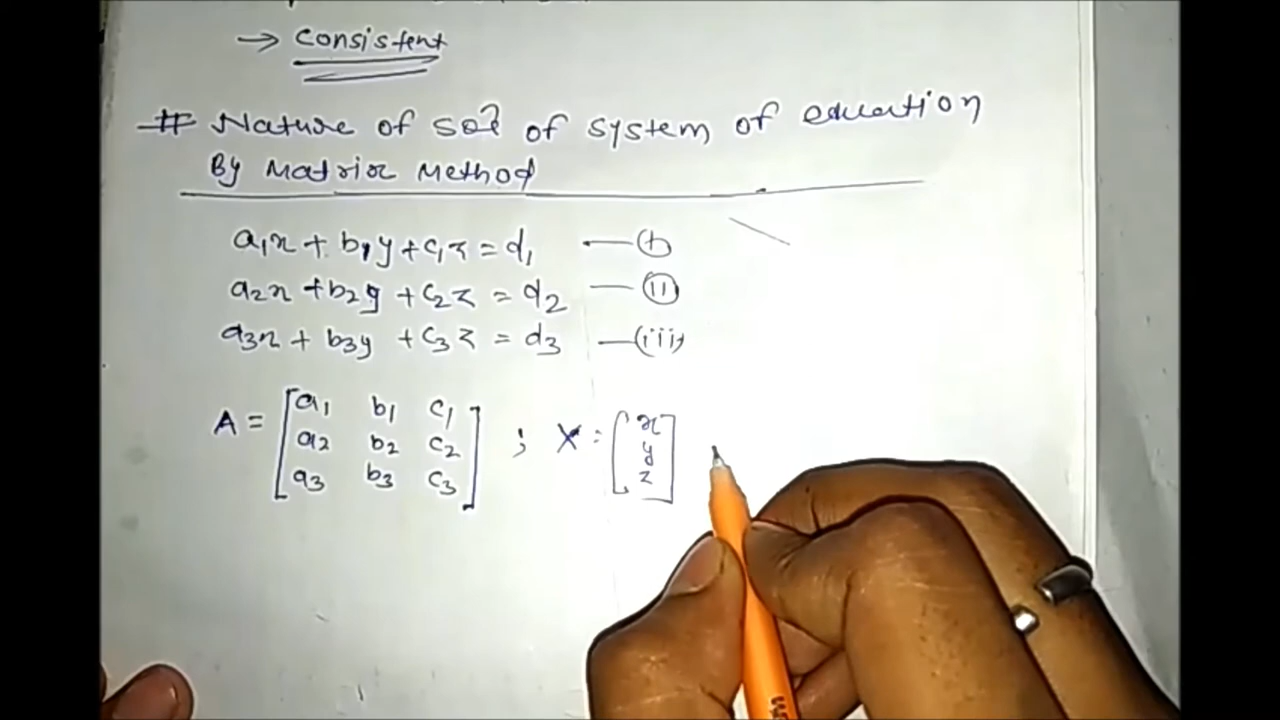 → Consistent
# Nature of solⁿ of system of equation
By Matrix Method
a₁x + b₁y + c₁z = d₁ —(i)
a₂x + b₂y + c₂z = d₂ —(ii)
a₃x + b₃y + c₃z = d₃ —(iii)
A = [a₁ b₁ c₁ ; X = [x
a₂ b₂ c₂ y
a₃ b₃ c₃] z]